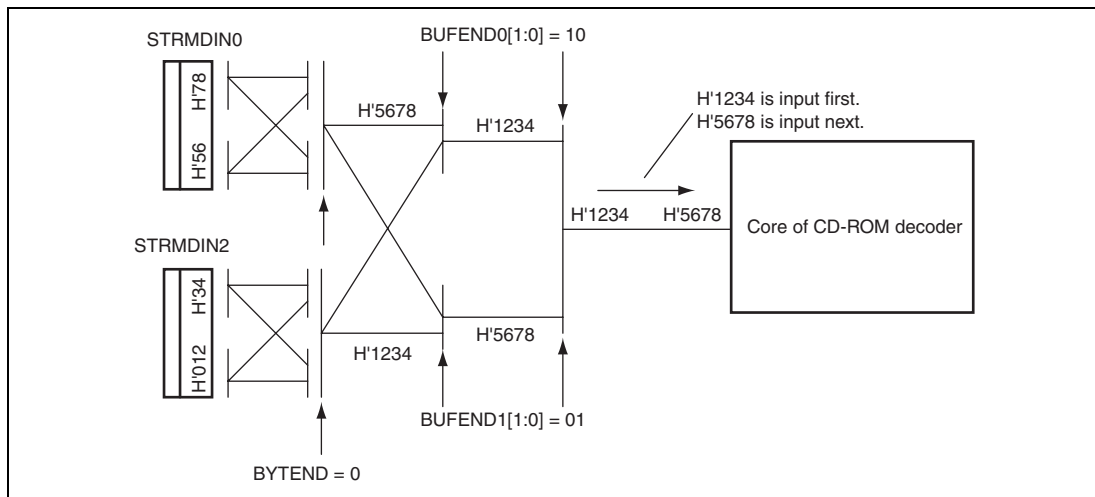 BUFEND0[1:0] = 10
STRMDIN0
H'78
H'56
H'5678
H'1234
H'1234 is input first.
H'5678 is input next.
H'1234
H'5678
Core of CD-ROM decoder
STRMDIN2
H'34
H'012
H'1234
H'5678
BUFEND1[1:0] = 01
BYTEND = 0